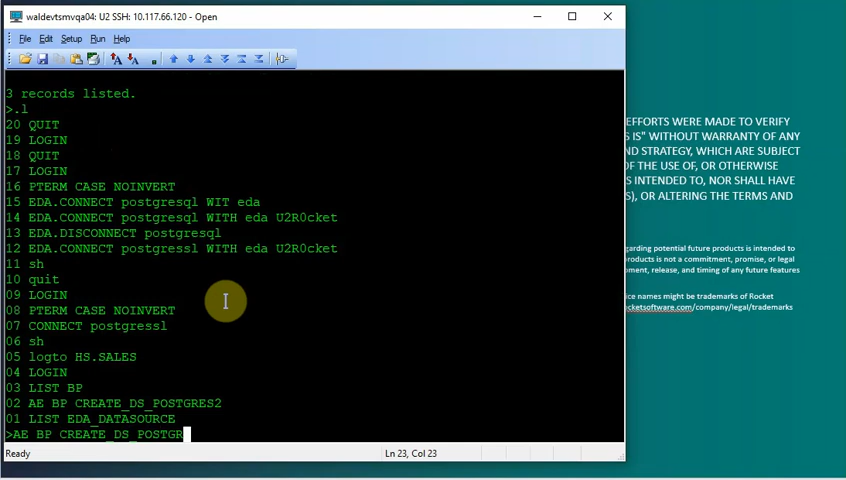 waldevtsmvqa04: U2 SSH: 10.117.66.120 - Open
File Edit Setup Run Help
3 records listed.
>.l
20 QUIT
19 LOGIN
18 QUIT
17 LOGIN
16 PTERM CASE NOINVERT
15 EDA.CONNECT postgresql WIT eda
14 EDA.CONNECT postgresql WITH eda U2R0cket
13 EDA.DISCONNECT postgresql
12 EDA.CONNECT postgressl WITH eda U2R0cket
11 sh
10 quit
09 LOGIN
08 PTERM CASE NOINVERT
07 CONNECT postgressl
06 sh
05 logto HS.SALES
04 LOGIN
03 LIST BP
02 AE BP CREATE_DS_POSTGRES2
01 LIST EDA_DATASOURCE
>AE BP CREATE_DS_POSTGR
Ready Ln 23, Col 23
EFFORTS WERE MADE TO VERIFY
S IS" WITHOUT WARRANTY OF ANY
ND STRATEGY, WHICH ARE SUBJECT
OF THE USE OF, OR OTHERWISE
IS INTENDED TO, NOR SHALL HAVE
S), OR ALTERING THE TERMS AND
egarding potential future products is intended to
products is not a commitment, promise, or legal
opment, release, and timing of any future features
ice names might be trademarks of Rocket
ocketsoftware.com/company/legal/trademarks